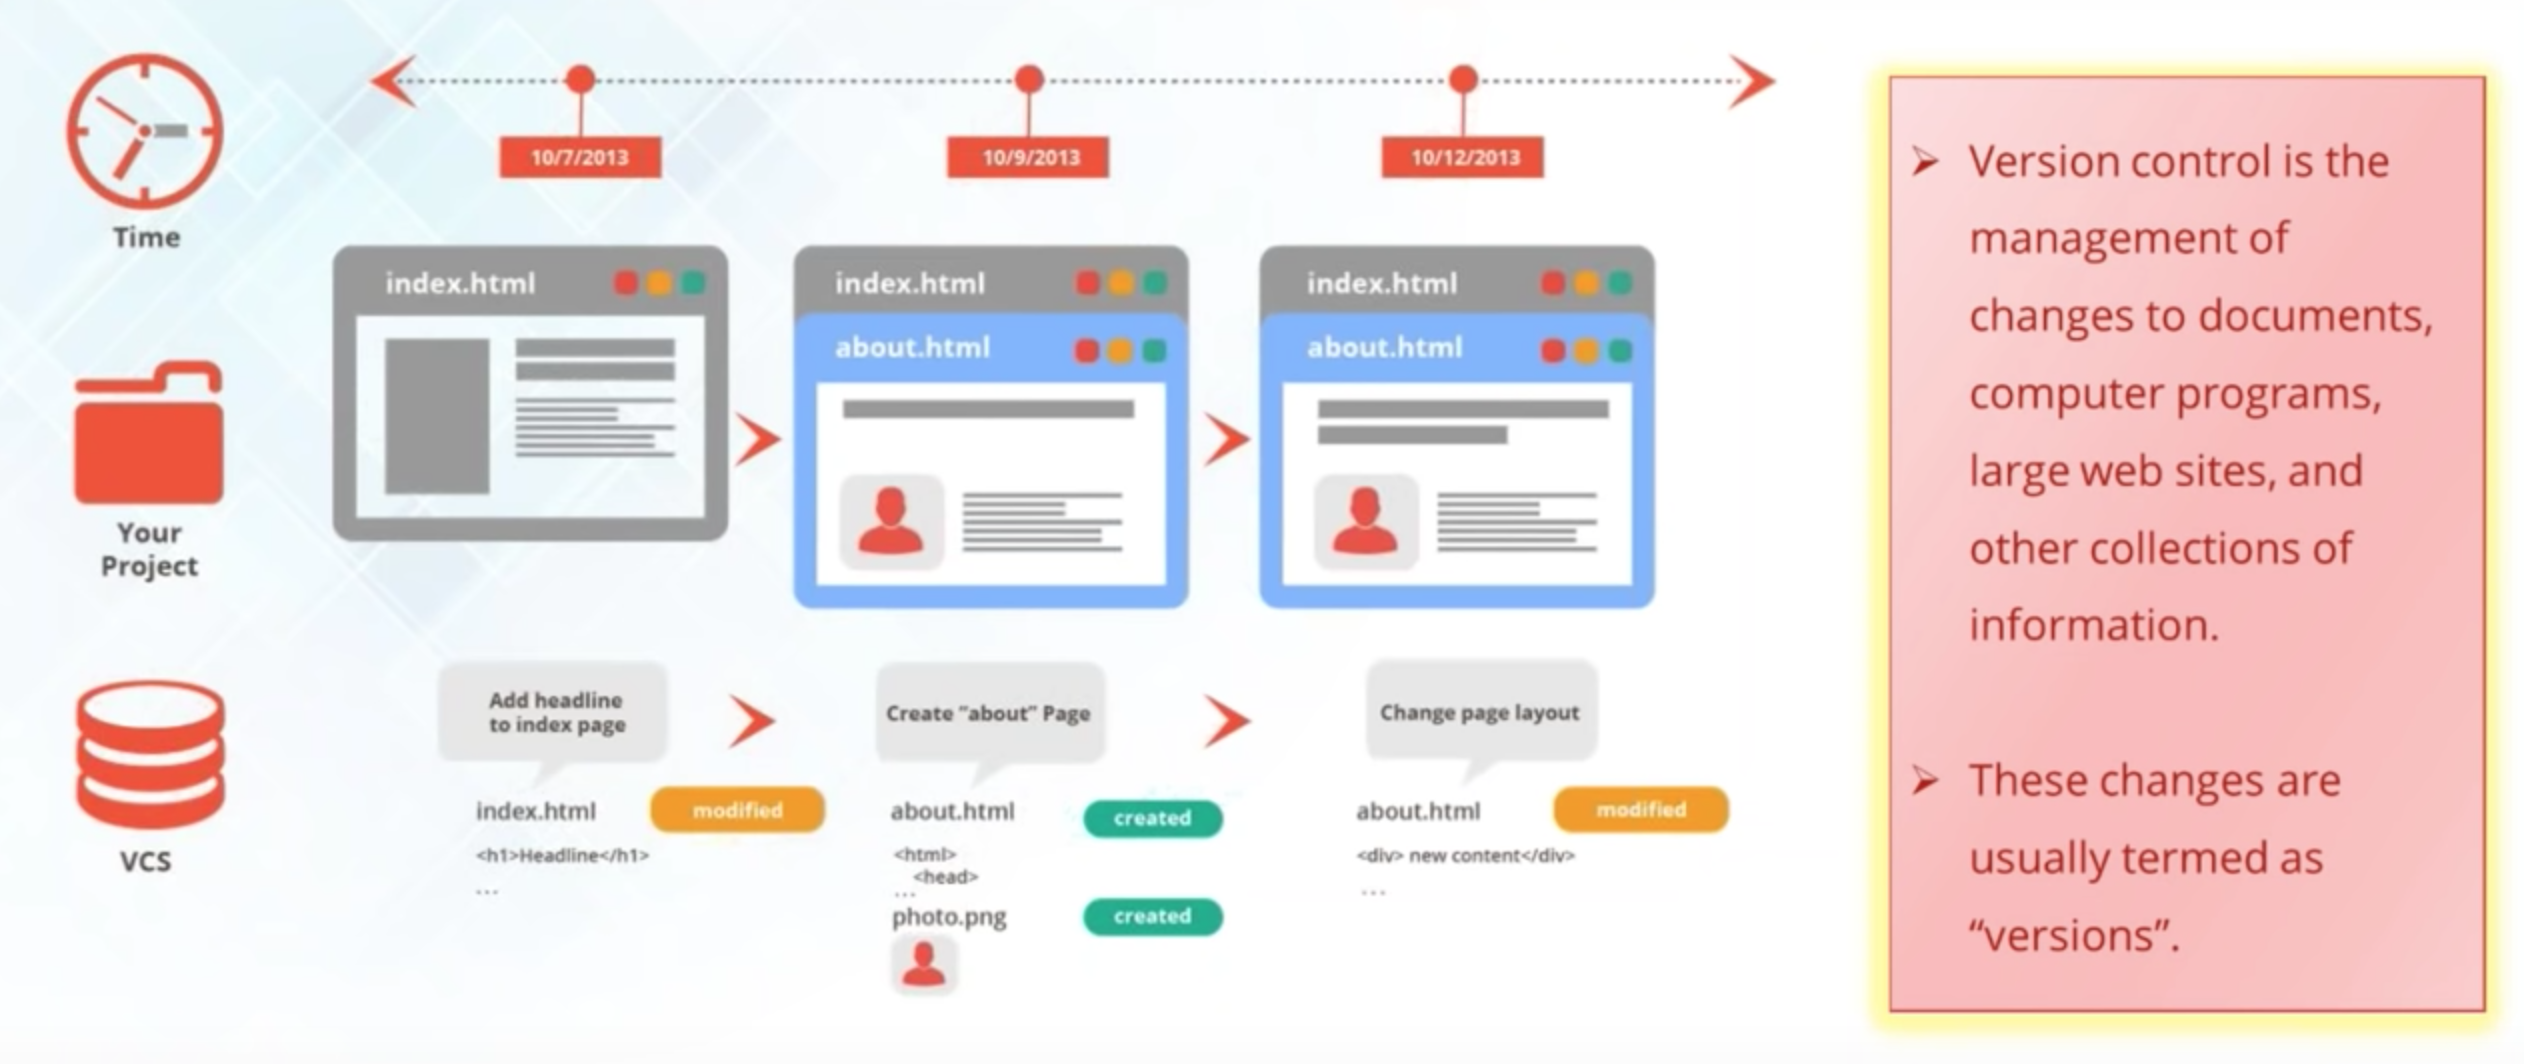 10/7/2013
10/9/2013
10/12/2013
Time
index.html
index.html
about.html
index.html
about.html
Your
Project
VCS
Add headline
to index page
index.html
modified
<h1>Headline</h1>
...
Create "about" Page
about.html
created
<html>
<head>
...
photo.png
created
Change page layout
about.html
modified
<div> new content</div>
...
➢ Version control is the
management of
changes to documents,
computer programs,
large web sites, and
other collections of
information.
➢ These changes are
usually termed as
“versions”.